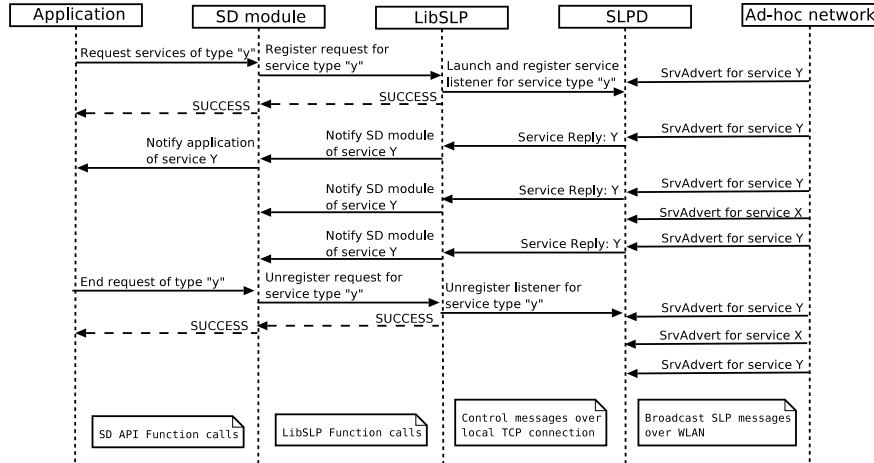 Application
SD module
LibSLP
SLPD
Ad-hoc network
Request services of type "y"
Register request for
service type "y"
Launch and register service
listener for service type "y"
SrvAdvert for service Y
SUCCESS
SUCCESS
Notify application
of service Y
Notify SD module
of service Y
Service Reply: Y
SrvAdvert for service Y
Notify SD module
of service Y
Service Reply: Y
SrvAdvert for service Y
SrvAdvert for service X
Notify SD module
of service Y
Service Reply: Y
SrvAdvert for service Y
End request of type "y"
Unregister request for
service type "y"
Unregister listener for
service type "y"
SrvAdvert for service Y
SUCCESS
SUCCESS
SrvAdvert for service X
SrvAdvert for service Y
SD API Function calls
LibSLP Function calls
Control messages over
local TCP connection
Broadcast SLP messages
over WLAN